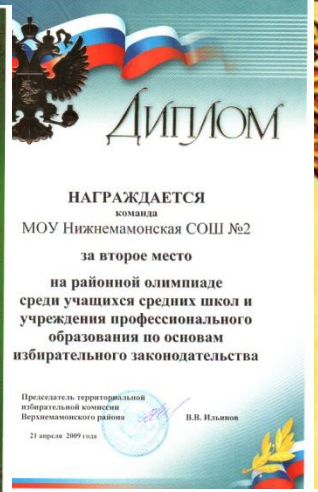 ДИПЛОМ
НАГРАЖДАЕТСЯ
команда
МОУ Нижнемамонская СОШ №2
за второе место
на районной олимпиаде
среди учащихся средних школ и
учреждения профессионального
образования по основам
избирательного законодательства
Председатель территориальной
избирательной комиссии
Верхнемамонского района В.В. Ильинов
21 апреля 2009 года